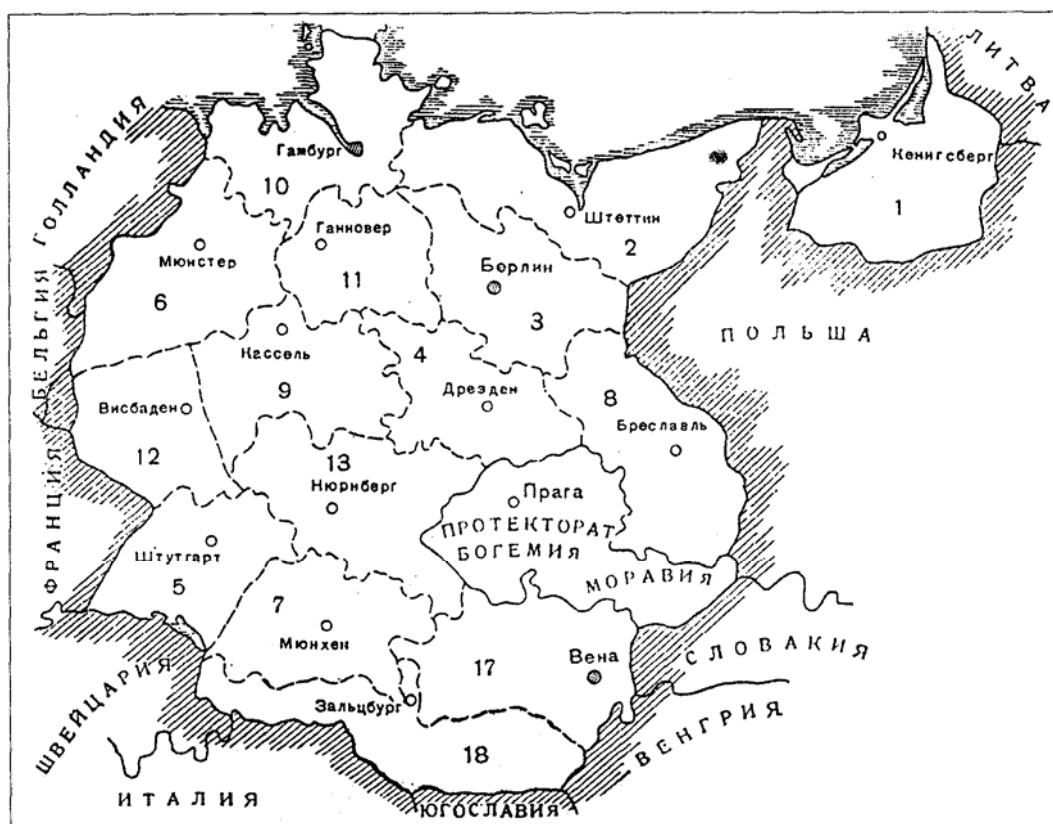 ЛИТВА
ГОЛЛАНДИЯ
Гамбург
10
Кенигсберг
1
Ганновер
11
Штеттин
2
Мюнстер
6
Берлин
3
БЕЛЬГИЯ
ПОЛЬША
Кассель
9
4
Дрезден
8
Бреславль
Висбаден
12
13
Нюрнберг
ФРАНЦИЯ
Прага
ПРОТЕКТОРАТ
БОГЕМИЯ
МОРАВИЯ
Штутгарт
5
7
Мюнхен
17
Вена
СЛОВАКИЯ
ШВЕЙЦАРИЯ
Зальцбург
18
ВЕНГРИЯ
ИТАЛИЯ
ЮГОСЛАВИЯ